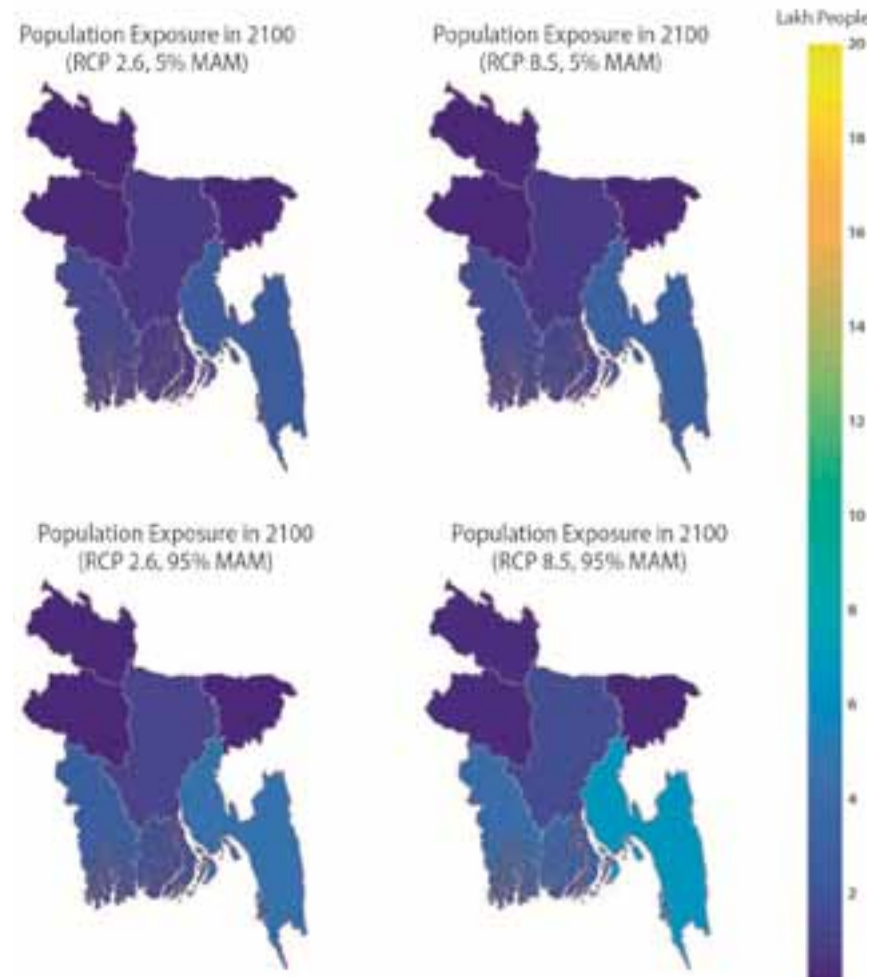 Lakh People
Population Exposure in 2100
(RCP 2.6, 5% MAM)
Population Exposure in 2100
(RCP 8.5, 5% MAM)
20
18
16
14
12
10
8
6
4
2
Population Exposure in 2100
(RCP 2.6, 95% MAM)
Population Exposure in 2100
(RCP 8.5, 95% MAM)